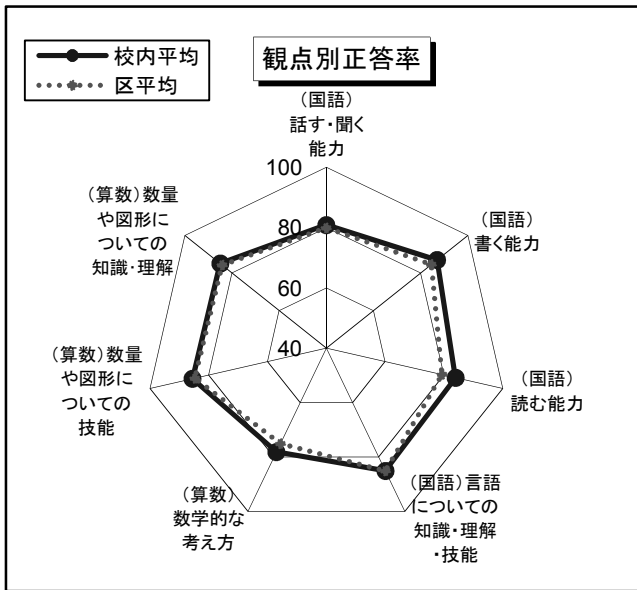 観点別正答率
校内平均
区平均
(国語)
話す・聞く
能力
(国語)
書く能力
(国語)
読む能力
(国語)言語
についての
知識・理解
・技能
(算数)
数学的な
考え方
(算数)数量
や図形に
ついての
技能
(算数)数量
や図形に
ついての
知識・理解
100
80
60
40